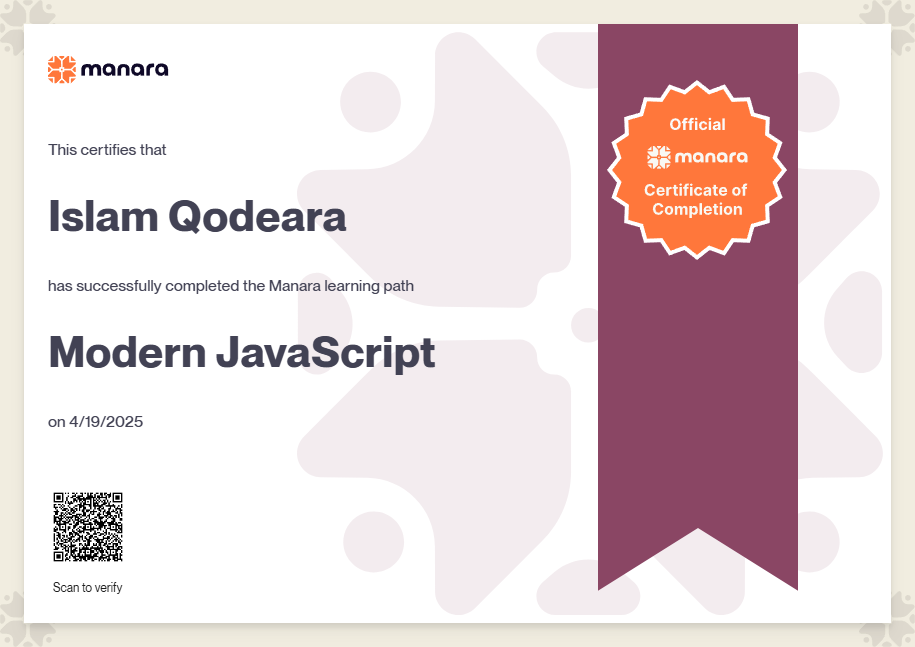 manara
This certifies that
Islam Qodeara
has successfully completed the Manara learning path
Modern JavaScript
on 4/19/2025
Scan to verify
Official
manara
Certificate of
Completion